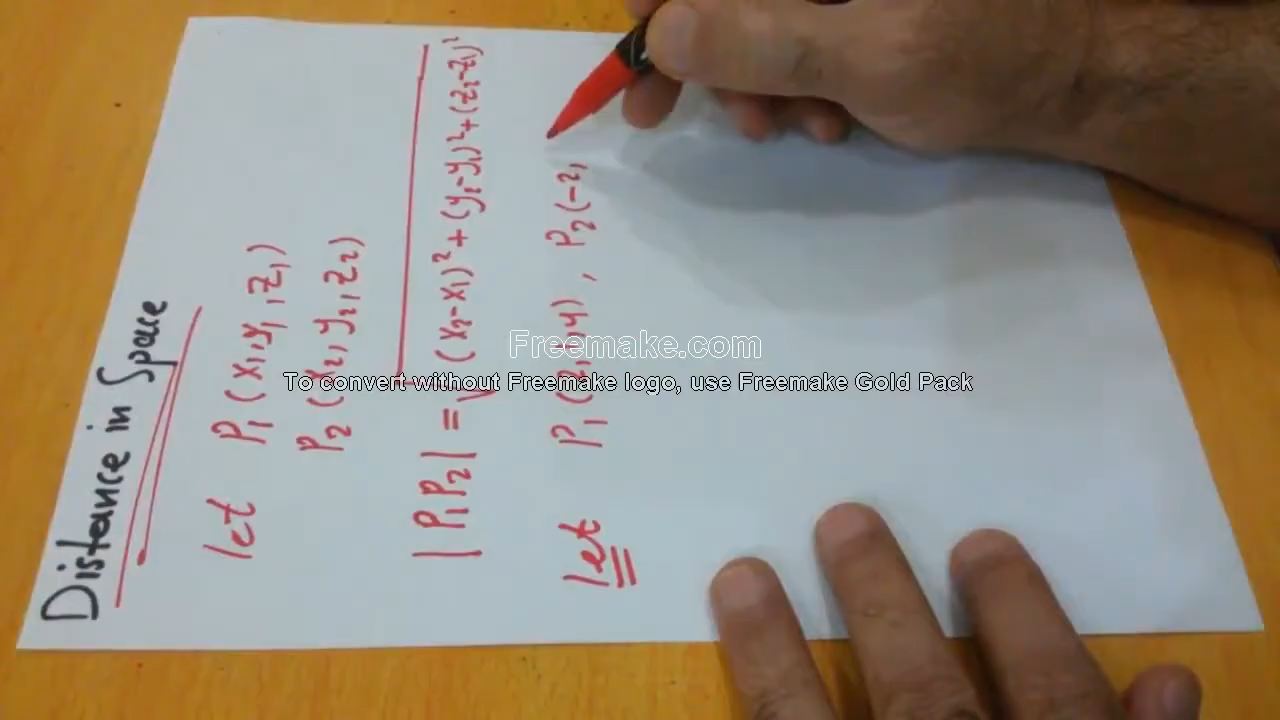 Distance in Space
let P₁ (x₁, y₁, z₁)
P₂ (x₂, y₂, z₂)
|P₁P₂| = √(x₂-x₁)²+(y₂-y₁)²+(z₂-z₁)²
let P₁ (2, 1, 4), P₂ (-2,
Freemake.com
To convert without Freemake logo, use Freemake Gold Pack